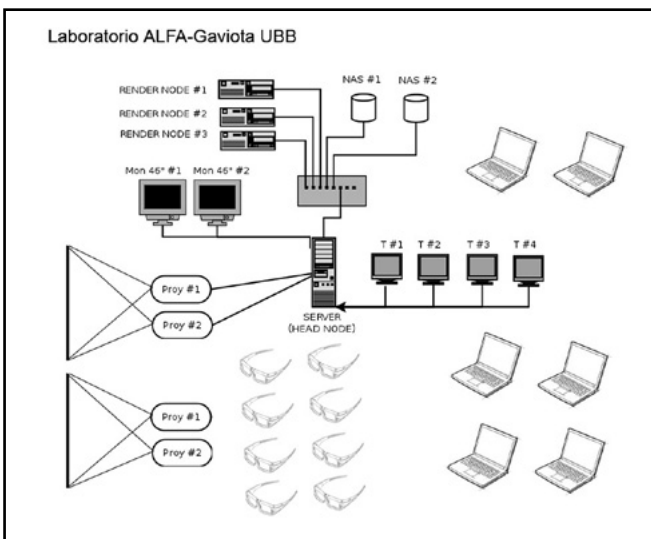 Laboratorio ALFA-Gaviota UBB
RENDER NODE #1
RENDER NODE #2
RENDER NODE #3
NAS #1
NAS #2
Mon 46" #1
Mon 46" #2
T #1
T #2
T #3
T #4
Proy #1
Proy #2
SERVER
(HEAD NODE)
Proy #1
Proy #2